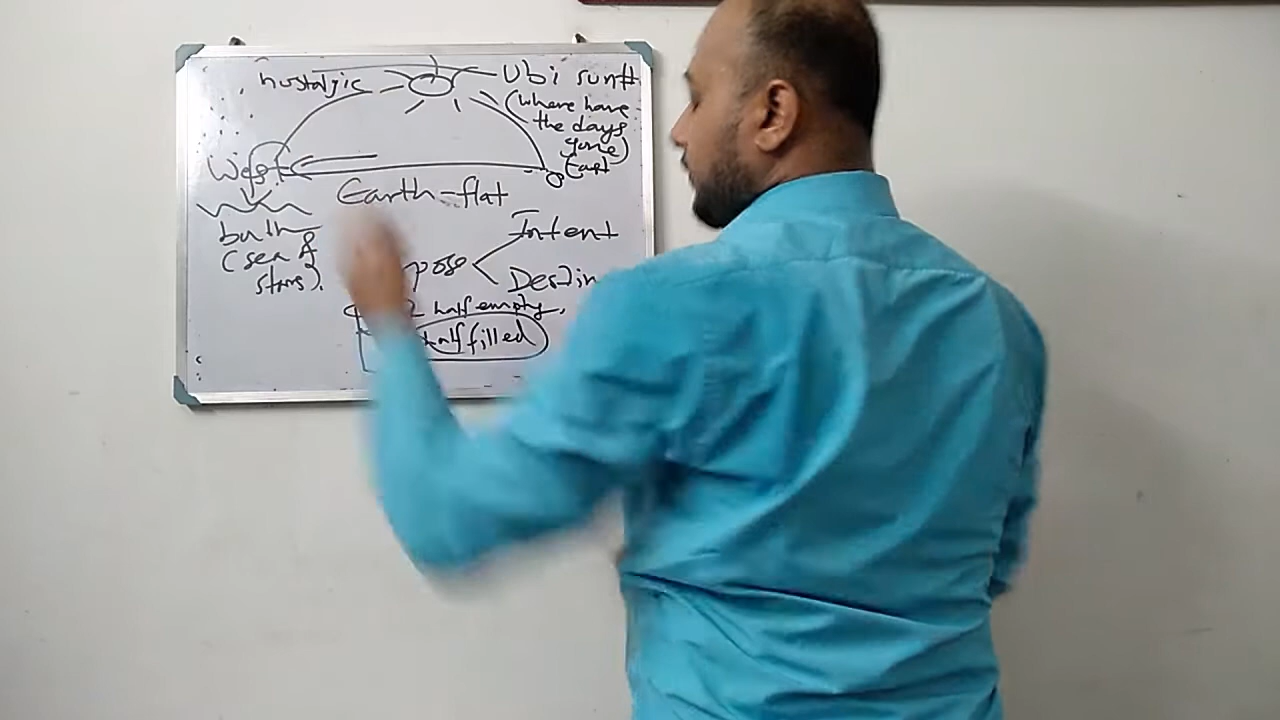 nostalgic
Ubi sunt
(where have
the days
gone)
East
West
Earth - flat
bath
(sea of
stars).
Intent
pose
half empty,
half filled